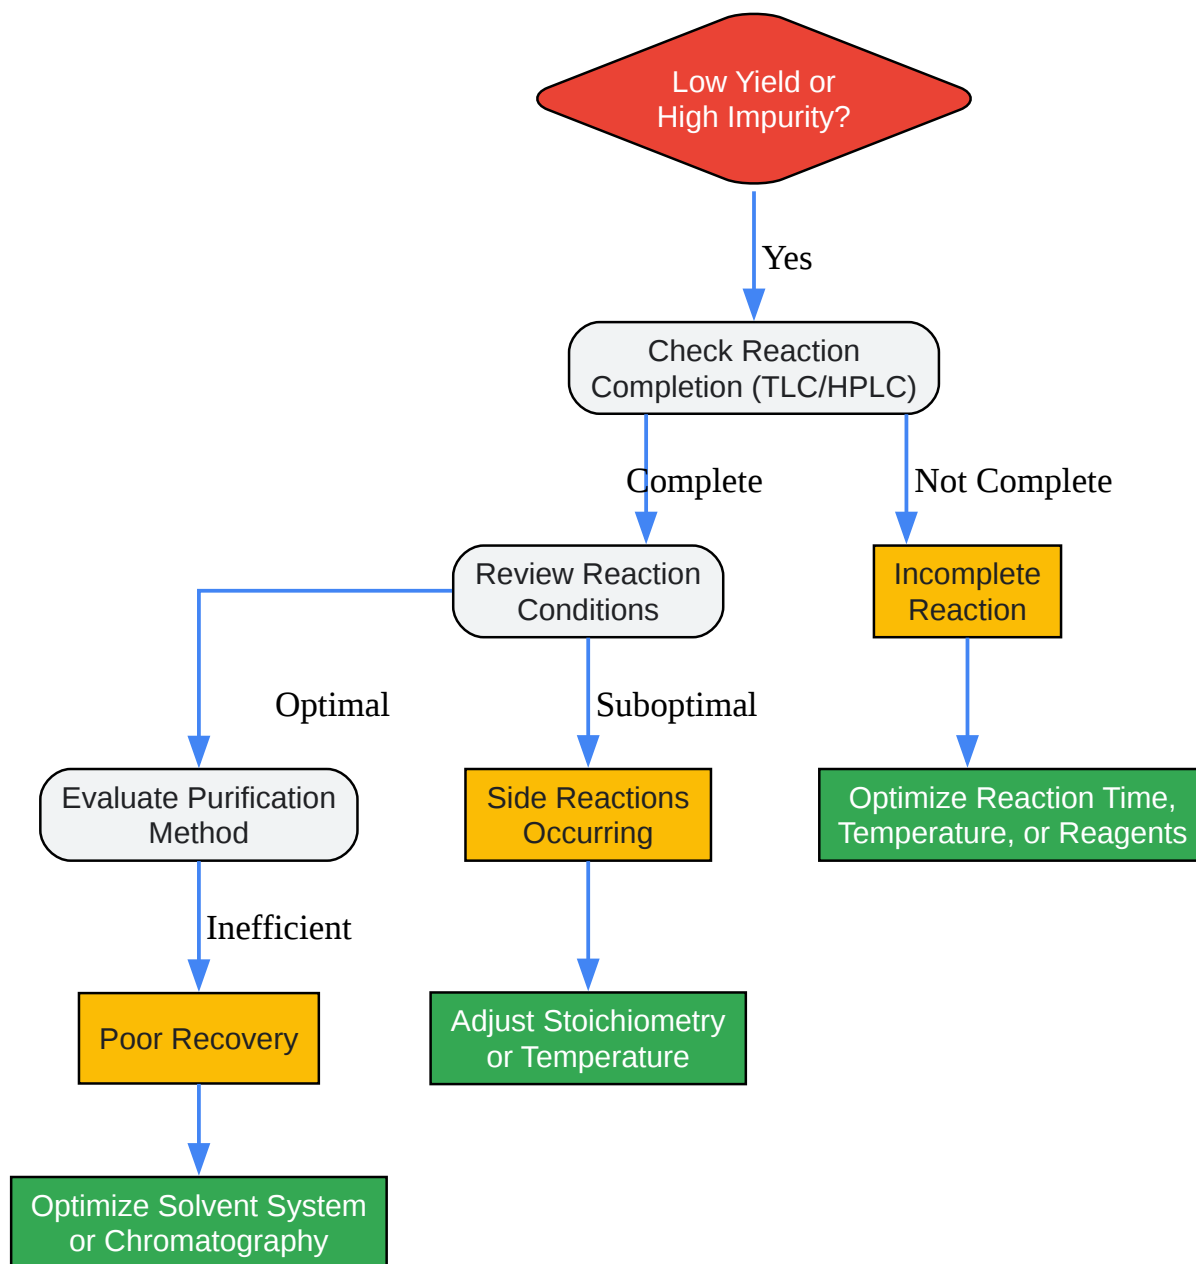 Low Yield or
High Impurity?
Yes
Check Reaction
Completion (TLC/HPLC)
Complete
Not Complete
Review Reaction
Conditions
Incomplete
Reaction
Optimal
Suboptimal
Evaluate Purification
Method
Side Reactions
Occurring
Optimize Reaction Time,
Temperature, or Reagents
Inefficient
Poor Recovery
Adjust Stoichiometry
or Temperature
Optimize Solvent System
or Chromatography